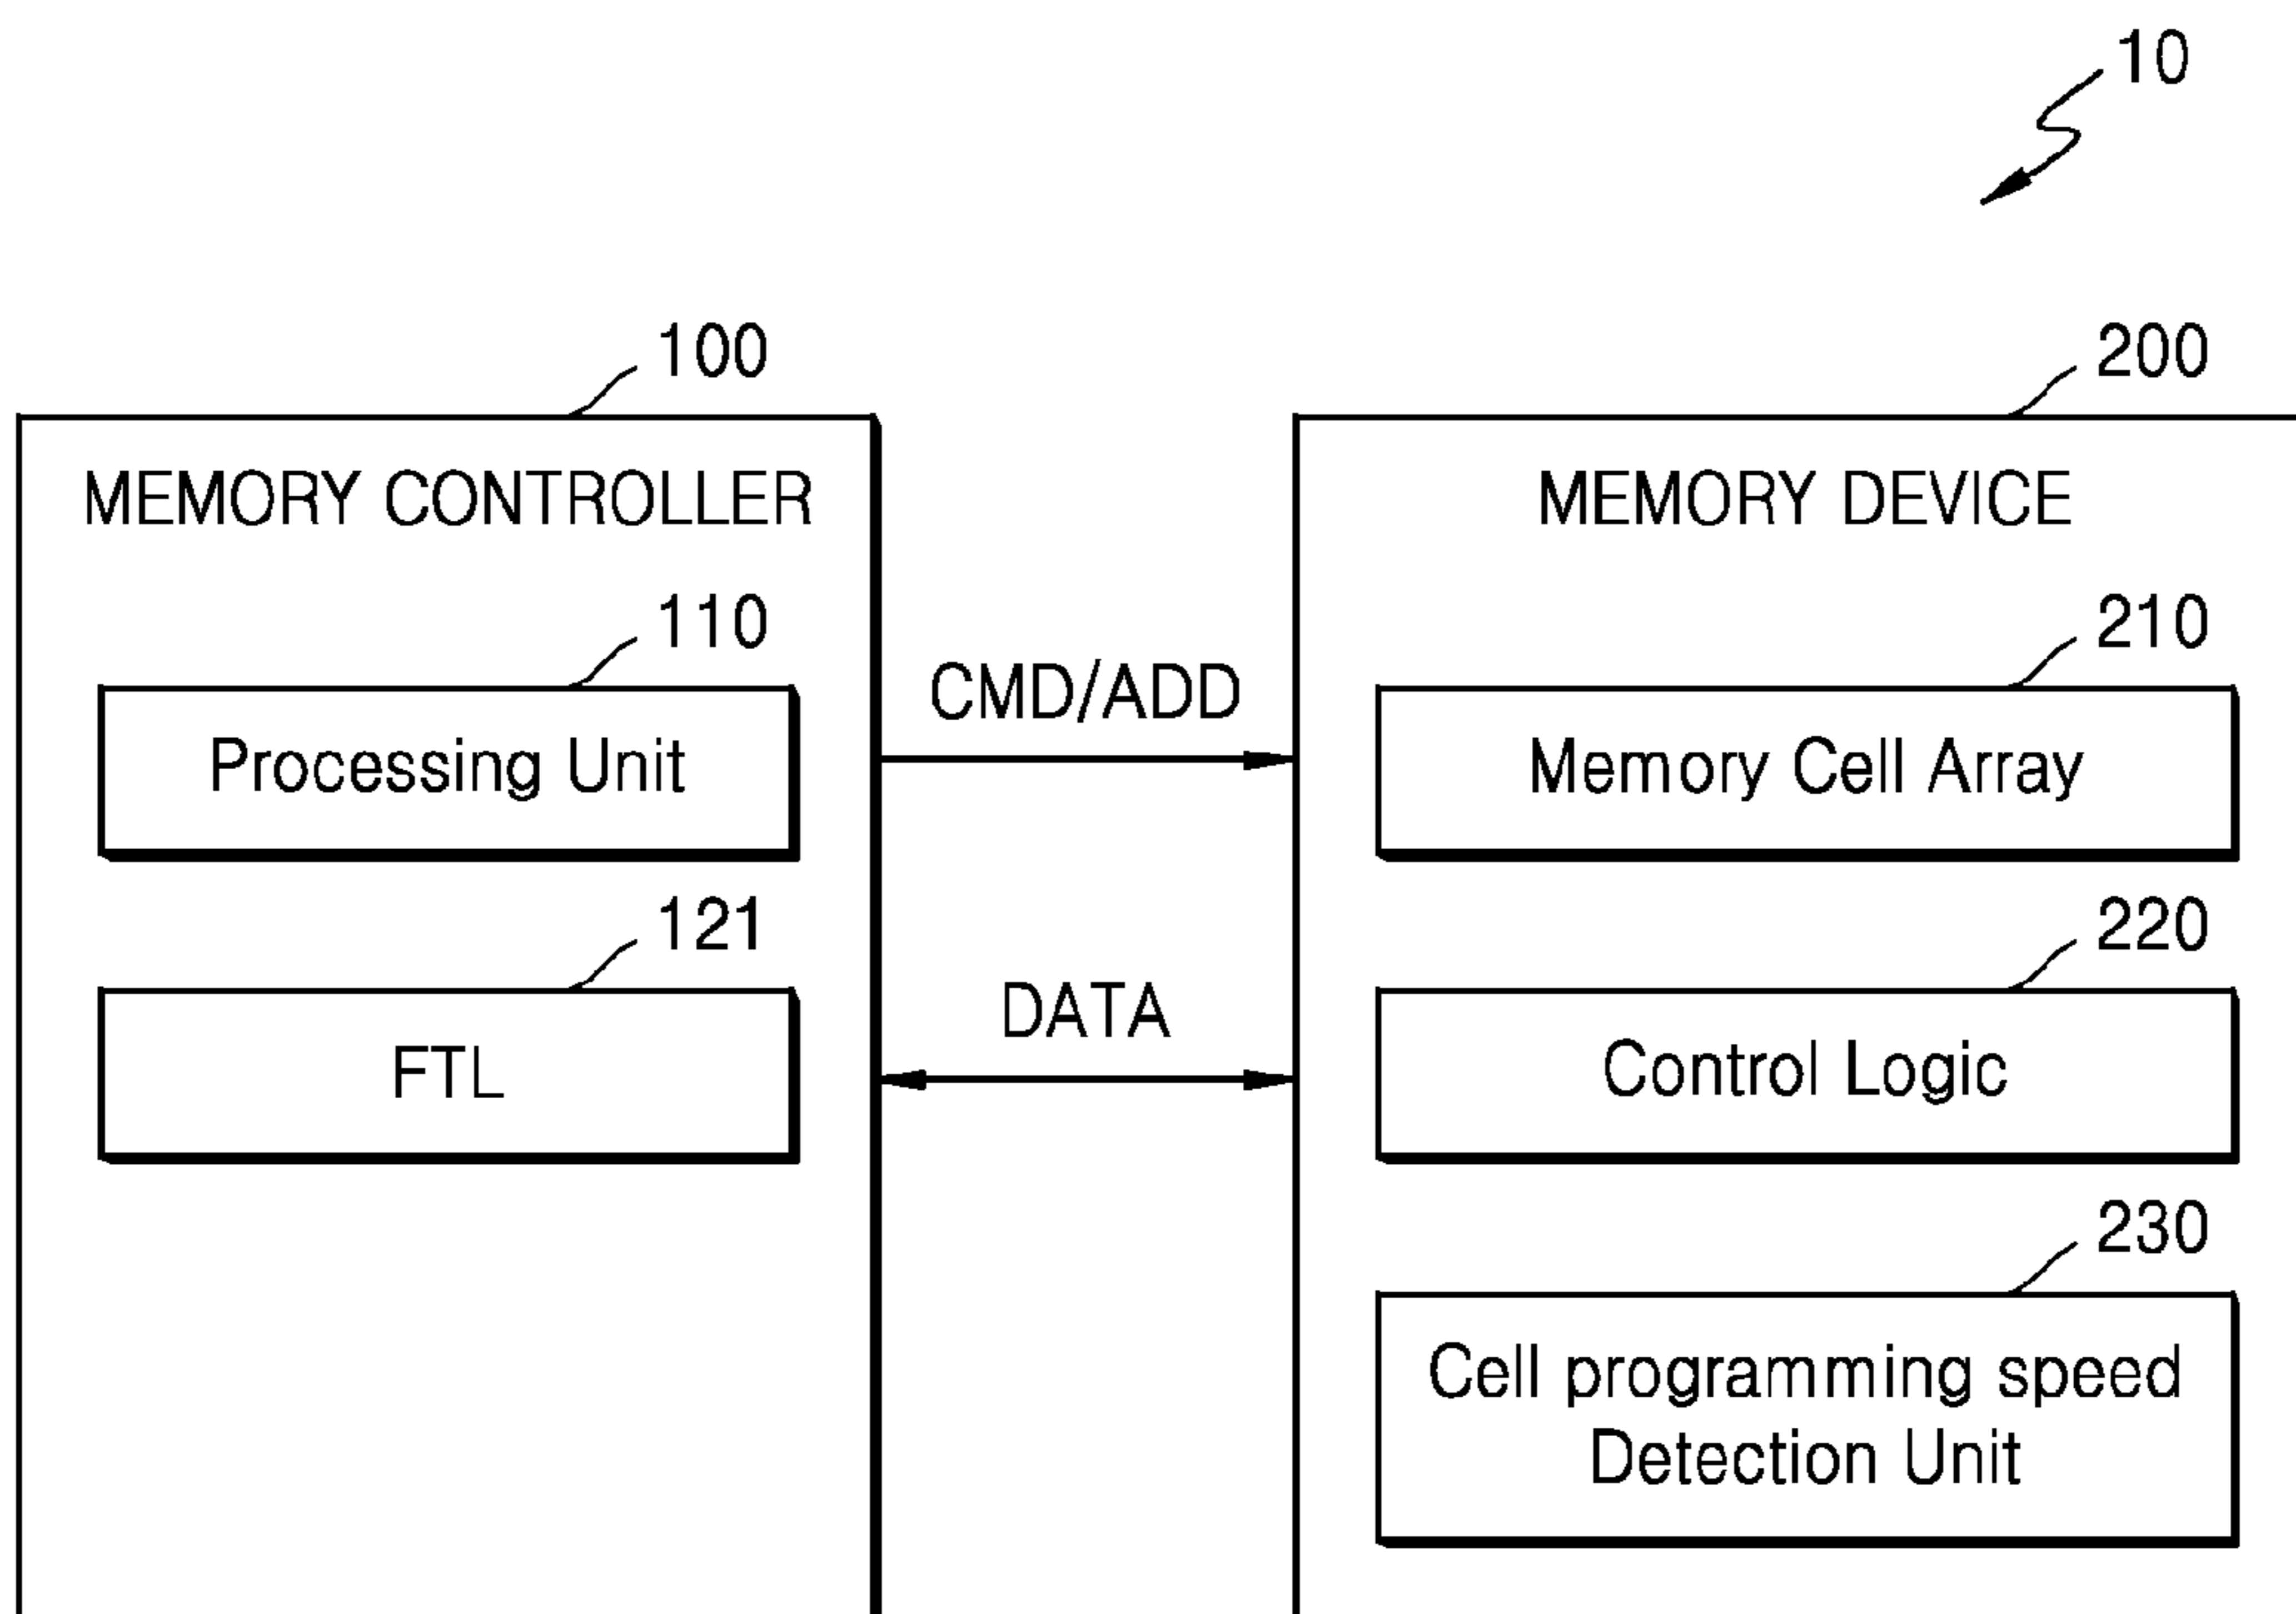 10
100
200
MEMORY CONTROLLER
MEMORY DEVICE
110
210
CMD/ADD
Processing Unit
Memory Cell Array
121
220
DATA
FTL
Control Logic
230
Cell programming speed
Detection Unit